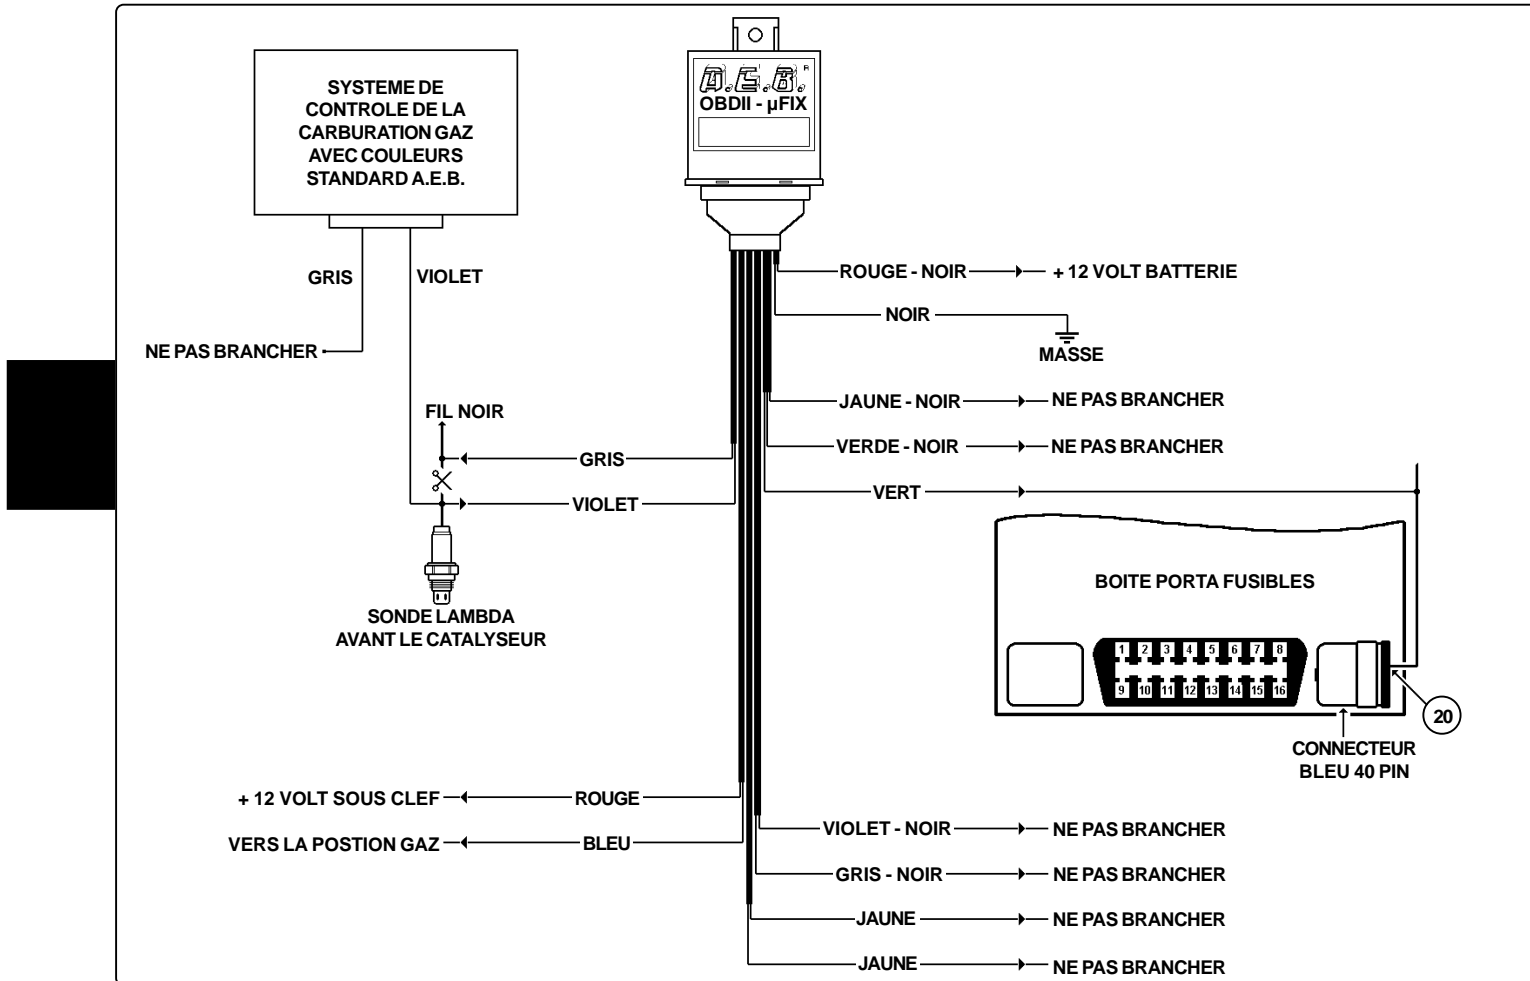 SYSTEME DE
CONTROLE DE LA
CARBURATION GAZ
AVEC COULEURS
STANDARD A.E.B.
A.E.B.
R
OBDII - µFIX
GRIS
VIOLET
NE PAS BRANCHER
ROUGE - NOIR
+ 12 VOLT BATTERIE
NOIR
MASSE
JAUNE - NOIR
NE PAS BRANCHER
VERDE - NOIR
NE PAS BRANCHER
VERT
FIL NOIR
GRIS
VIOLET
SONDE LAMBDA
AVANT LE CATALYSEUR
BOITE PORTA FUSIBLES
1 2 3 4 5 6 7 8
9 10 11 12 13 14 15 16
20
CONNECTEUR
BLEU 40 PIN
+ 12 VOLT SOUS CLEF
ROUGE
VERS LA POSTION GAZ
BLEU
VIOLET - NOIR
NE PAS BRANCHER
GRIS - NOIR
NE PAS BRANCHER
JAUNE
NE PAS BRANCHER
JAUNE
NE PAS BRANCHER